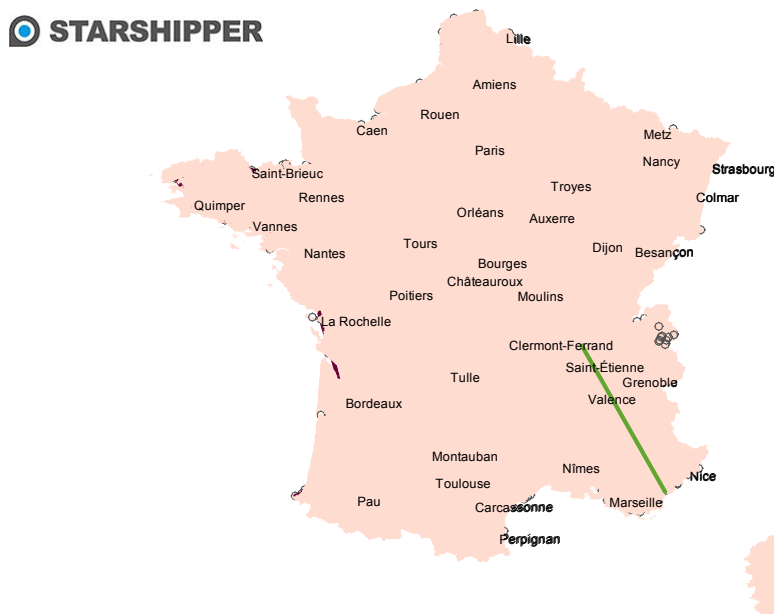 STARSHIPPER
Lille
Amiens
Rouen
Caen
Metz
Paris
Nancy
Strasbourg
Saint-Brieuc
Troyes
Rennes
Colmar
Quimper
Orléans
Auxerre
Vannes
Tours
Dijon
Nantes
Besançon
Bourges
Châteauroux
Poitiers
Moulins
La Rochelle
Clermont-Ferrand
Saint-Étienne
Tulle
Grenoble
Valence
Bordeaux
Montauban
Nîmes
Nice
Toulouse
Pau
Marseille
Carcassonne
Perpignan